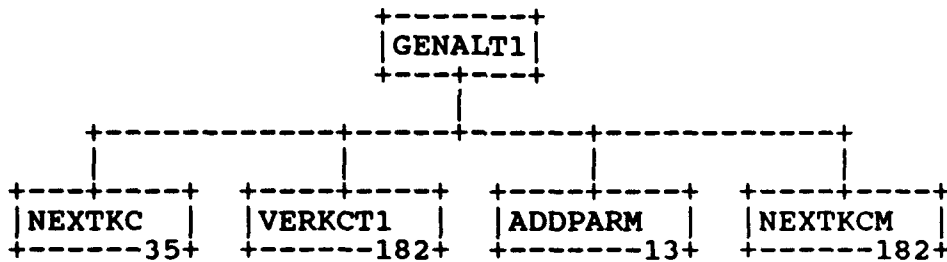 GENALT1
NEXTKC VERKCT1 ADDPARM NEXTKCM
35 182 13 182